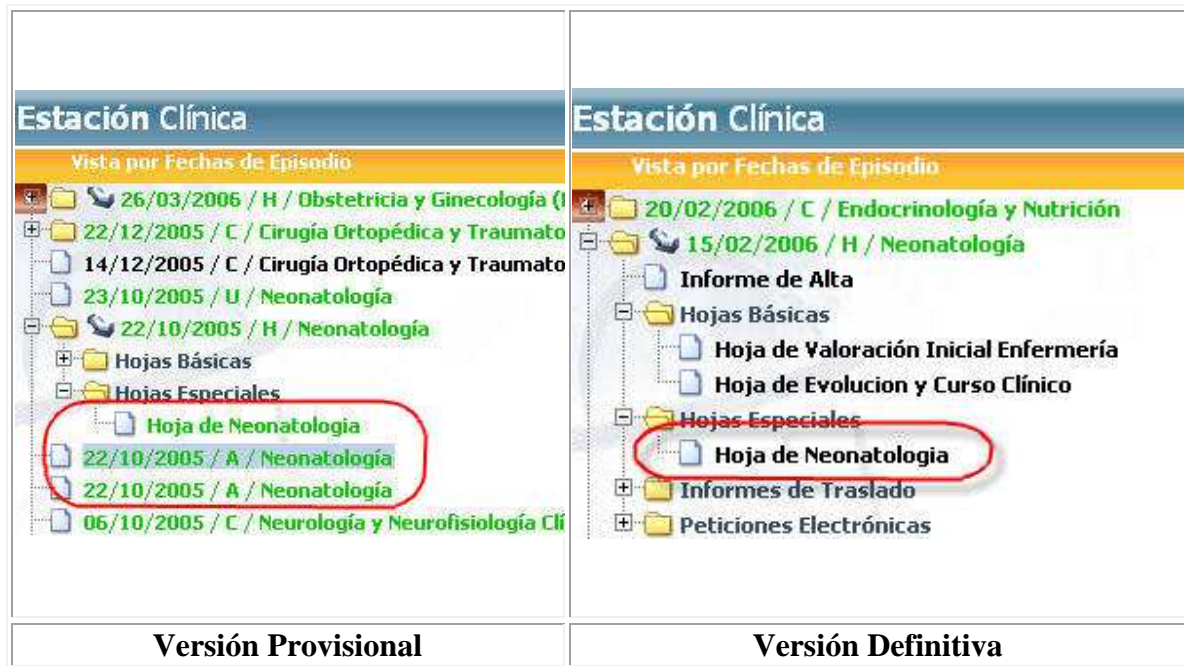 Estación Clínica
Vista por Fechas de Episodio
26/03/2006 / H / Obstetricia y Ginecología (
22/12/2005 / C / Cirugía Ortopédica y Traumato
14/12/2005 / C / Cirugía Ortopédica y Traumato
23/10/2005 / U / Neonatología
22/10/2005 / H / Neonatología
Hojas Básicas
Hojas Especiales
Hoja de Neonatologia
22/10/2005 / A / Neonatología
22/10/2005 / A / Neonatología
06/10/2005 / C / Neurología y Neurofisiología Clí
Versión Provisional
Estación Clínica
Vista por Fechas de Episodio
20/02/2006 / C / Endocrinología y Nutrición
15/02/2006 / H / Neonatología
Informe de Alta
Hojas Básicas
Hoja de Valoración Inicial Enfermería
Hoja de Evolucion y Curso Clínico
Hojas Especiales
Hoja de Neonatologia
Informes de Traslado
Peticiones Electrónicas
Versión Definitiva